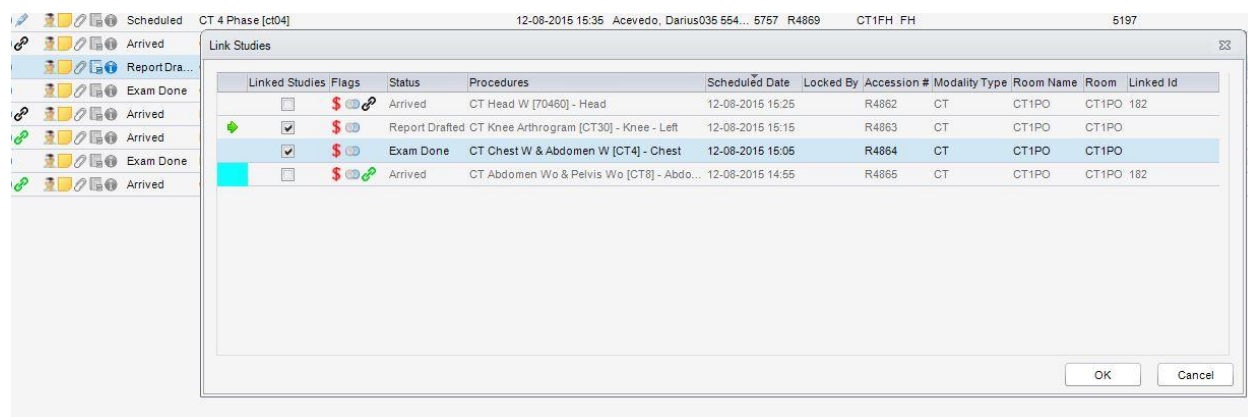 Scheduled CT 4 Phase [ct04] 12-08-2015 15:35 Acevedo, Darius 035 554... 5757 R4869 CT1FH FH 5197
Arrived
Link Studies
Report Dra...
Linked Studies Flags Status Procedures Scheduled Date Locked By Accession # Modality Type Room Name Room Linked Id
Exam Done
$ Arrived CT Head W [70460] - Head 12-08-2015 15:25 R4862 CT CT1PO CT1PO 182
Arrived
$ Report Drafted CT Knee Arthrogram [CT30] - Knee - Left 12-08-2015 15:15 R4863 CT CT1PO CT1PO
Arrived
$ Exam Done CT Chest W & Abdomen W [CT4] - Chest 12-08-2015 15:05 R4864 CT CT1PO CT1PO
Exam Done
$ Arrived CT Abdomen Wo & Pelvis Wo [CT8] - Abdo... 12-08-2015 14:55 R4865 CT CT1PO CT1PO 182
Arrived
OK Cancel